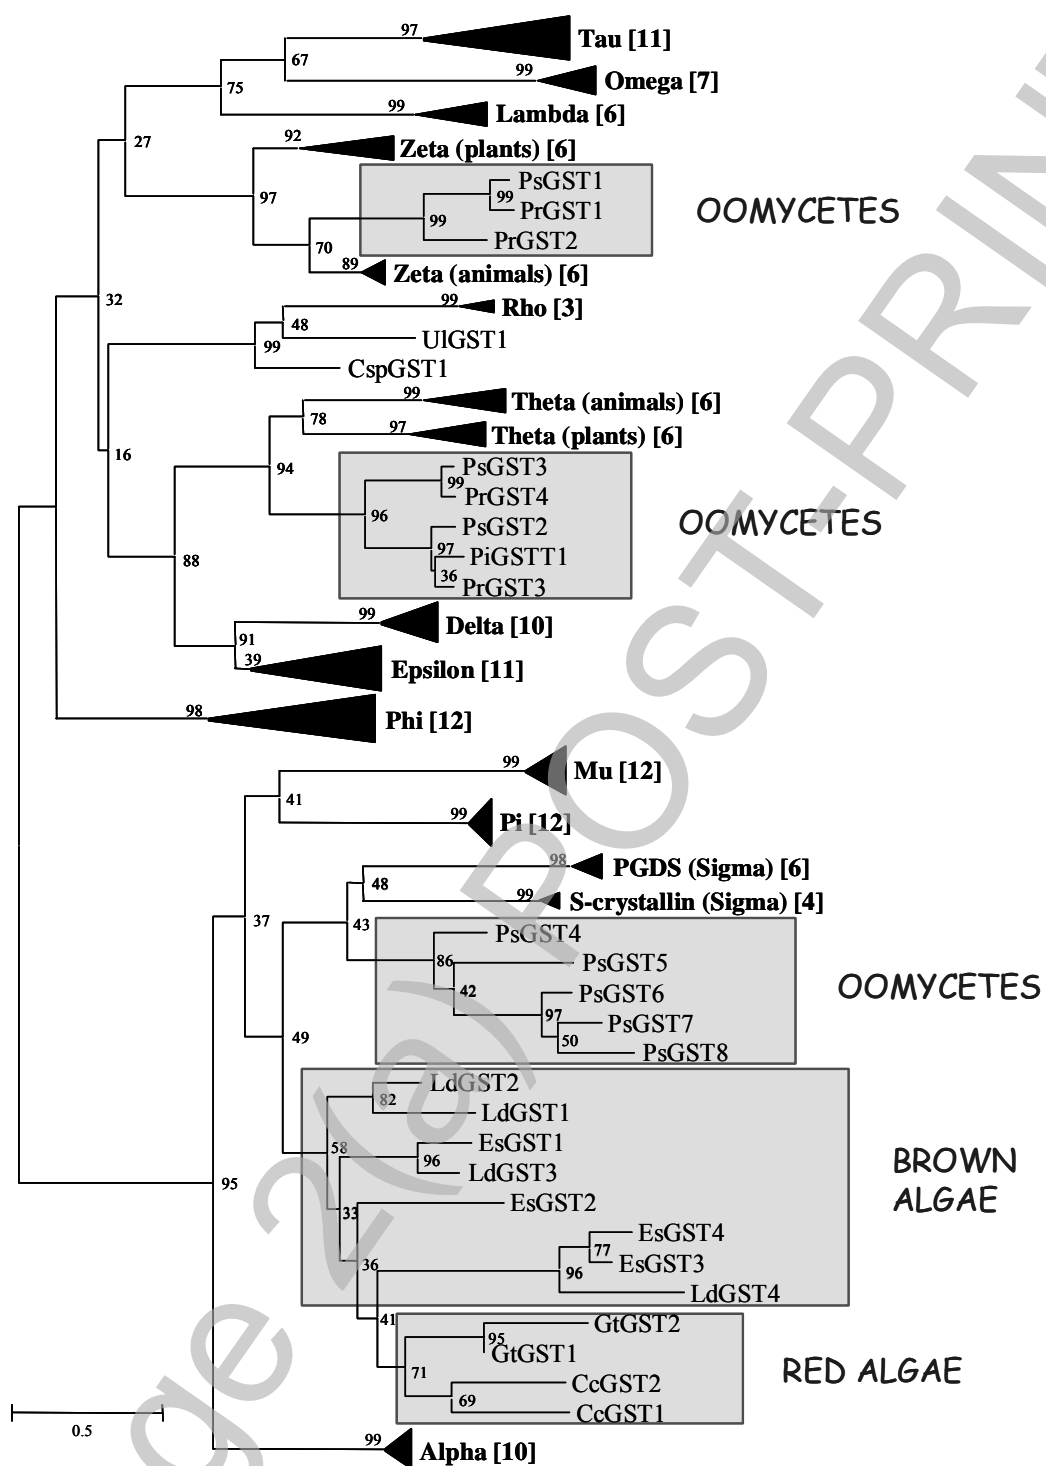 97
Tau [11]
67
99
Omega [7]
75
99
Lambda [6]
27
92
Zeta (plants) [6]
97
PsGST1
99
PrGST1
99
PrGST2
OOMYCETES
70
89
Zeta (animals) [6]
32
99
Rho [3]
48
UlGST1
99
CspGST1
99
Theta (animals) [6]
78
97
Theta (plants) [6]
16
94
PsGST3
99
PrGST4
96
PsGST2
97
PiGSTT1
36
PrGST3
OOMYCETES
88
99
Delta [10]
91
39
Epsilon [11]
98
Phi [12]
99
Mu [12]
41
99
Pi [12]
98
PGDS (Sigma) [6]
48
99
S-crystallin (Sigma) [4]
37
43
PsGST4
86
PsGST5
42
PsGST6
97
PsGST7
50
PsGST8
OOMYCETES
49
LdGST2
82
LdGST1
58
EsGST1
96
LdGST3
33
EsGST2
EsGST4
77
EsGST3
36
96
LdGST4
BROWN
ALGAE
95
41
GtGST2
95
GtGST1
71
CcGST2
69
CcGST1
RED ALGAE
0.5
99
Alpha [10]
ge 2(a) POST-PRIN